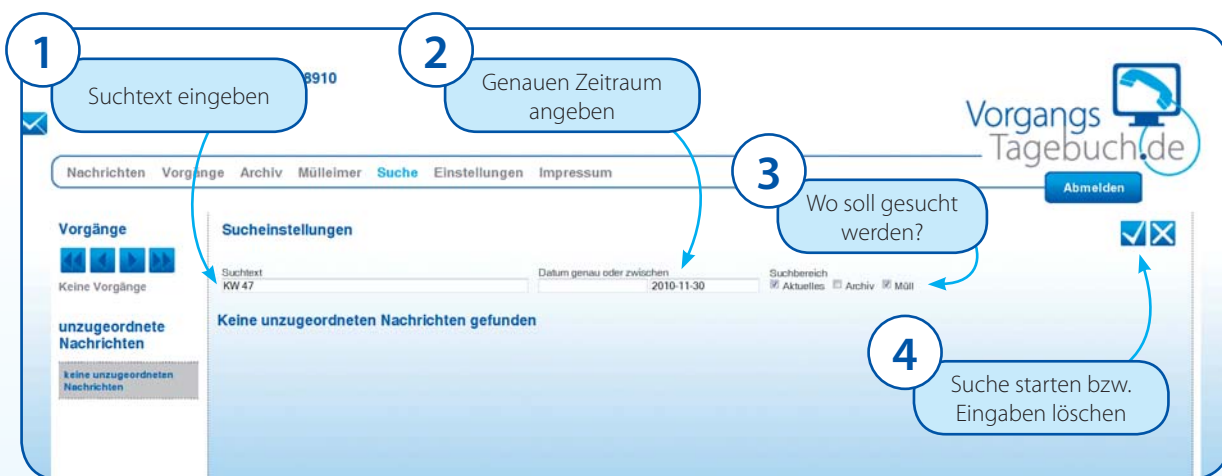 1
Suchtext eingeben
8910
2
Genauen Zeitraum
angeben
Vorgangs
Tagebuch.de
Nachrichten Vorgänge Archiv Mülleimer Suche Einstellungen Impressum
Abmelden
3
Wo soll gesucht
werden?
Vorgänge
Keine Vorgänge
unzugeordnete
Nachrichten
keine unzugeordneten
Nachrichten
Sucheinstellungen
Suchtext
KW 47
Datum genau oder zwischen
2010-11-30
Suchbereich
Aktuelles Archiv Müll
Keine unzugeordneten Nachrichten gefunden
4
Suche starten bzw.
Eingaben löschen